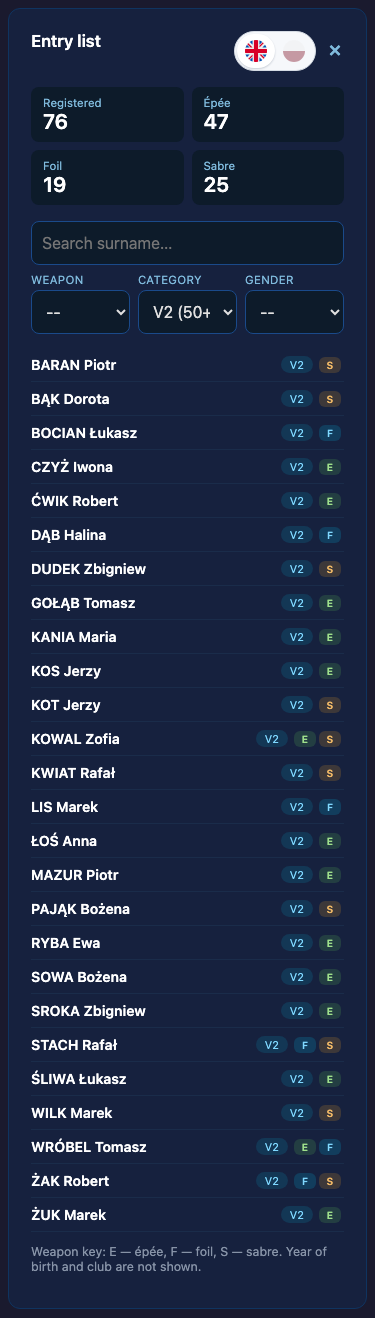 Entry list
×
Registered
76
Épée
47
Foil
19
Sabre
25
Search surname...
WEAPON CATEGORY GENDER
-- V2 (50+ --
BARAN Piotr V2 S
BĄK Dorota V2 S
BOCIAN Łukasz V2 F
CZYŻ Iwona V2 E
ĆWIK Robert V2 E
DĄB Halina V2 F
DUDEK Zbigniew V2 S
GOŁĄB Tomasz V2 E
KANIA Maria V2 E
KOS Jerzy V2 E
KOT Jerzy V2 S
KOWAL Zofia V2 E S
KWIAT Rafał V2 S
LIS Marek V2 F
ŁOŚ Anna V2 E
MAZUR Piotr V2 E
PAJĄK Bożena V2 S
RYBA Ewa V2 E
SOWA Bożena V2 E
SROKA Zbigniew V2 E
STACH Rafał V2 F S
ŚLIWA Łukasz V2 E
WILK Marek V2 S
WRÓBEL Tomasz V2 E F
ŻAK Robert V2 F S
ŻUK Marek V2 E
Weapon key: E — épée, F — foil, S — sabre. Year of
birth and club are not shown.